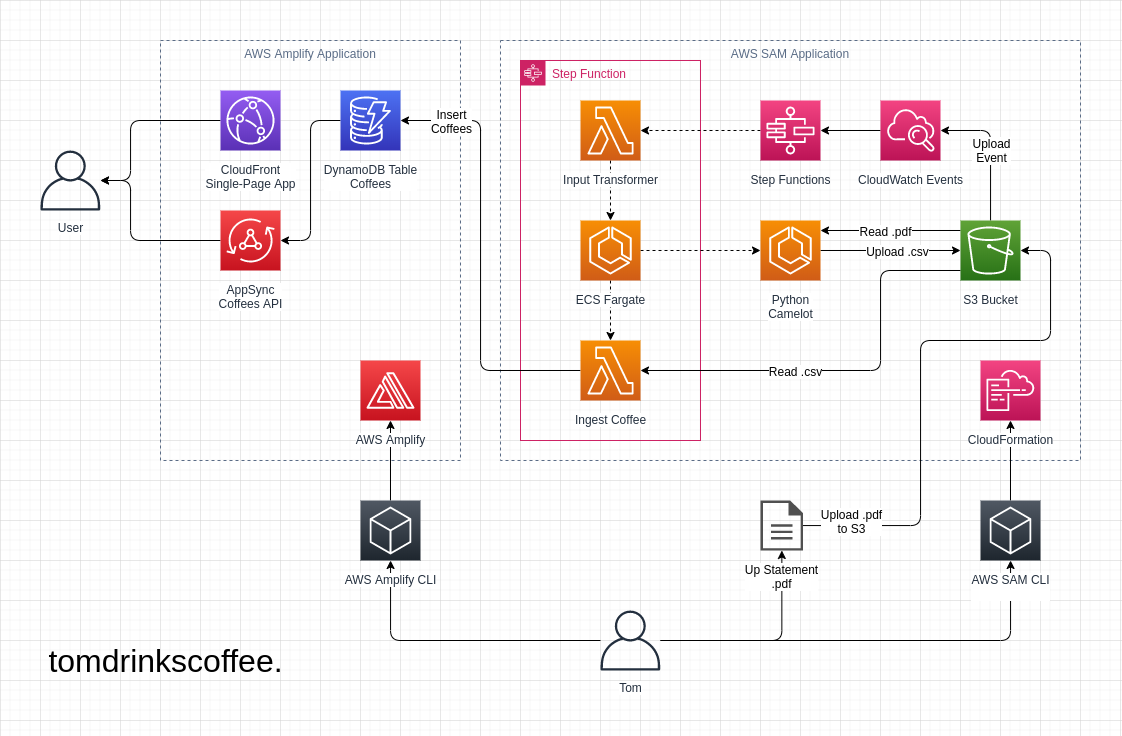 AWS Amplify Application
AWS SAM Application
Step Function
CloudFront
Single-Page App
DynamoDB Table
Coffees
Insert
Coffees
Input Transformer
Step Functions
CloudWatch Events
Upload
Event
User
AppSync
Coffees API
ECS Fargate
Python
Camelot
Read .pdf
Upload .csv
S3 Bucket
Read .csv
Ingest Coffee
AWS Amplify
CloudFormation
AWS Amplify CLI
Up Statement
.pdf
Upload .pdf
to S3
AWS SAM CLI
tomdrinkscoffee.
Tom